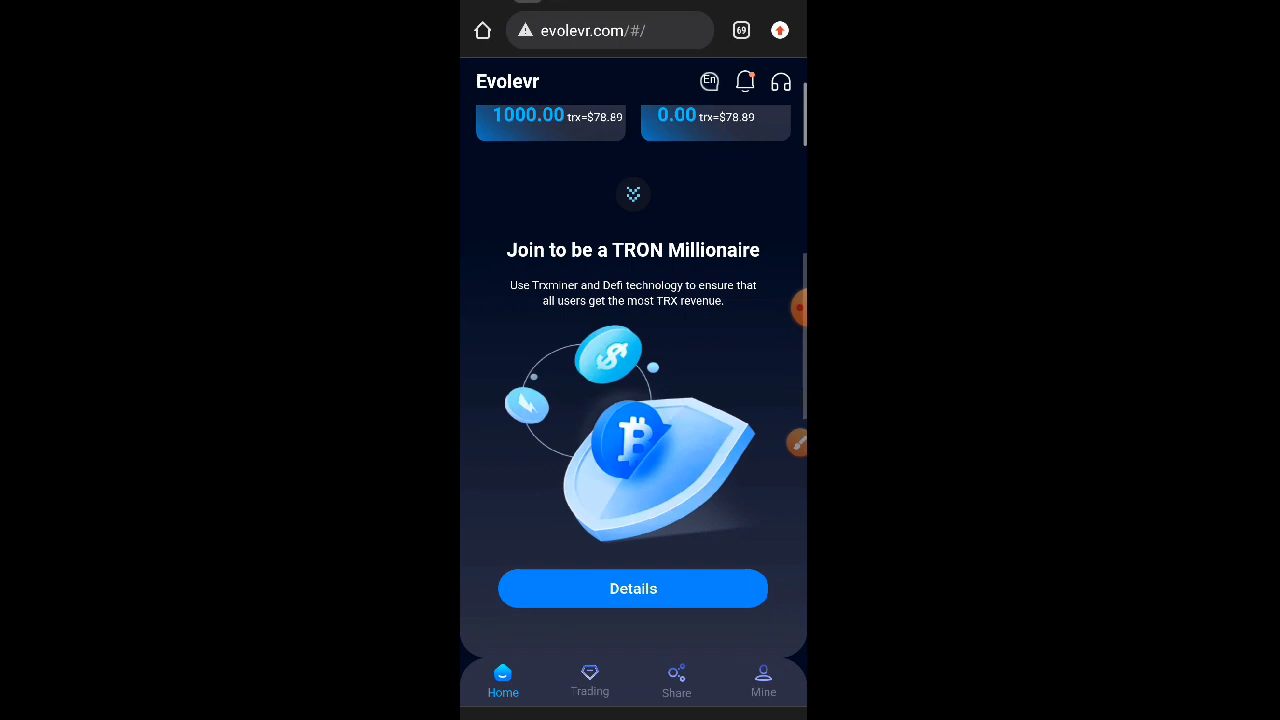 evolevr.com/#/
69
Evolevr
En
1000.00 trx=$78.89
0.00 trx=$78.89
Join to be a TRON Millionaire
Use Trxminer and Defi technology to ensure that
all users get the most TRX revenue.
Details
Home
Trading
Share
Mine